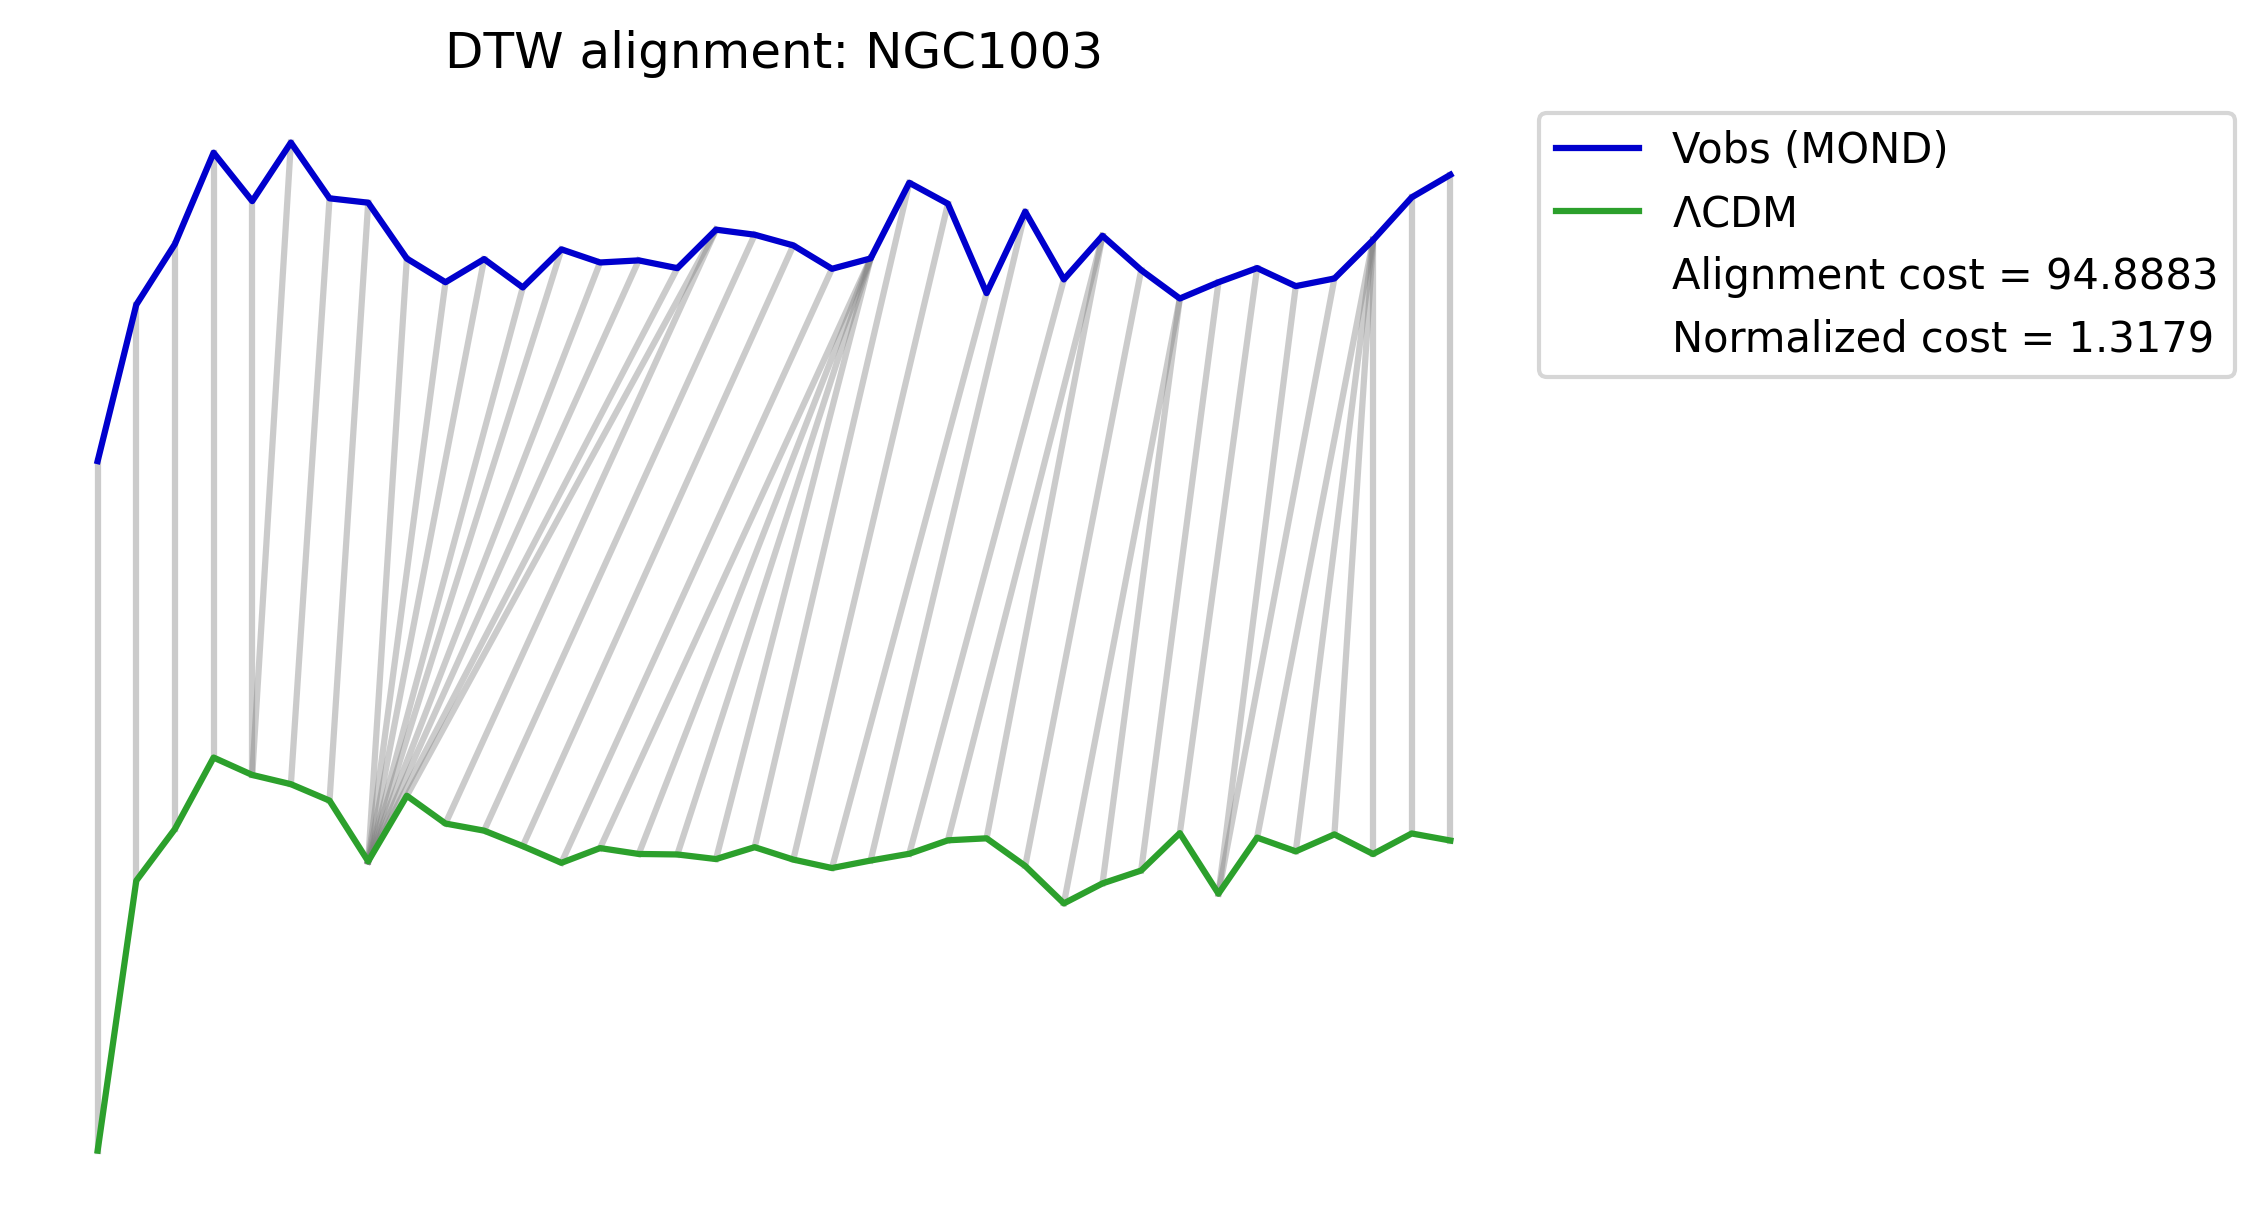 DTW alignment: NGC1003
Vobs (MOND)
ΛCDM
Alignment cost = 94.8883
Normalized cost = 1.3179